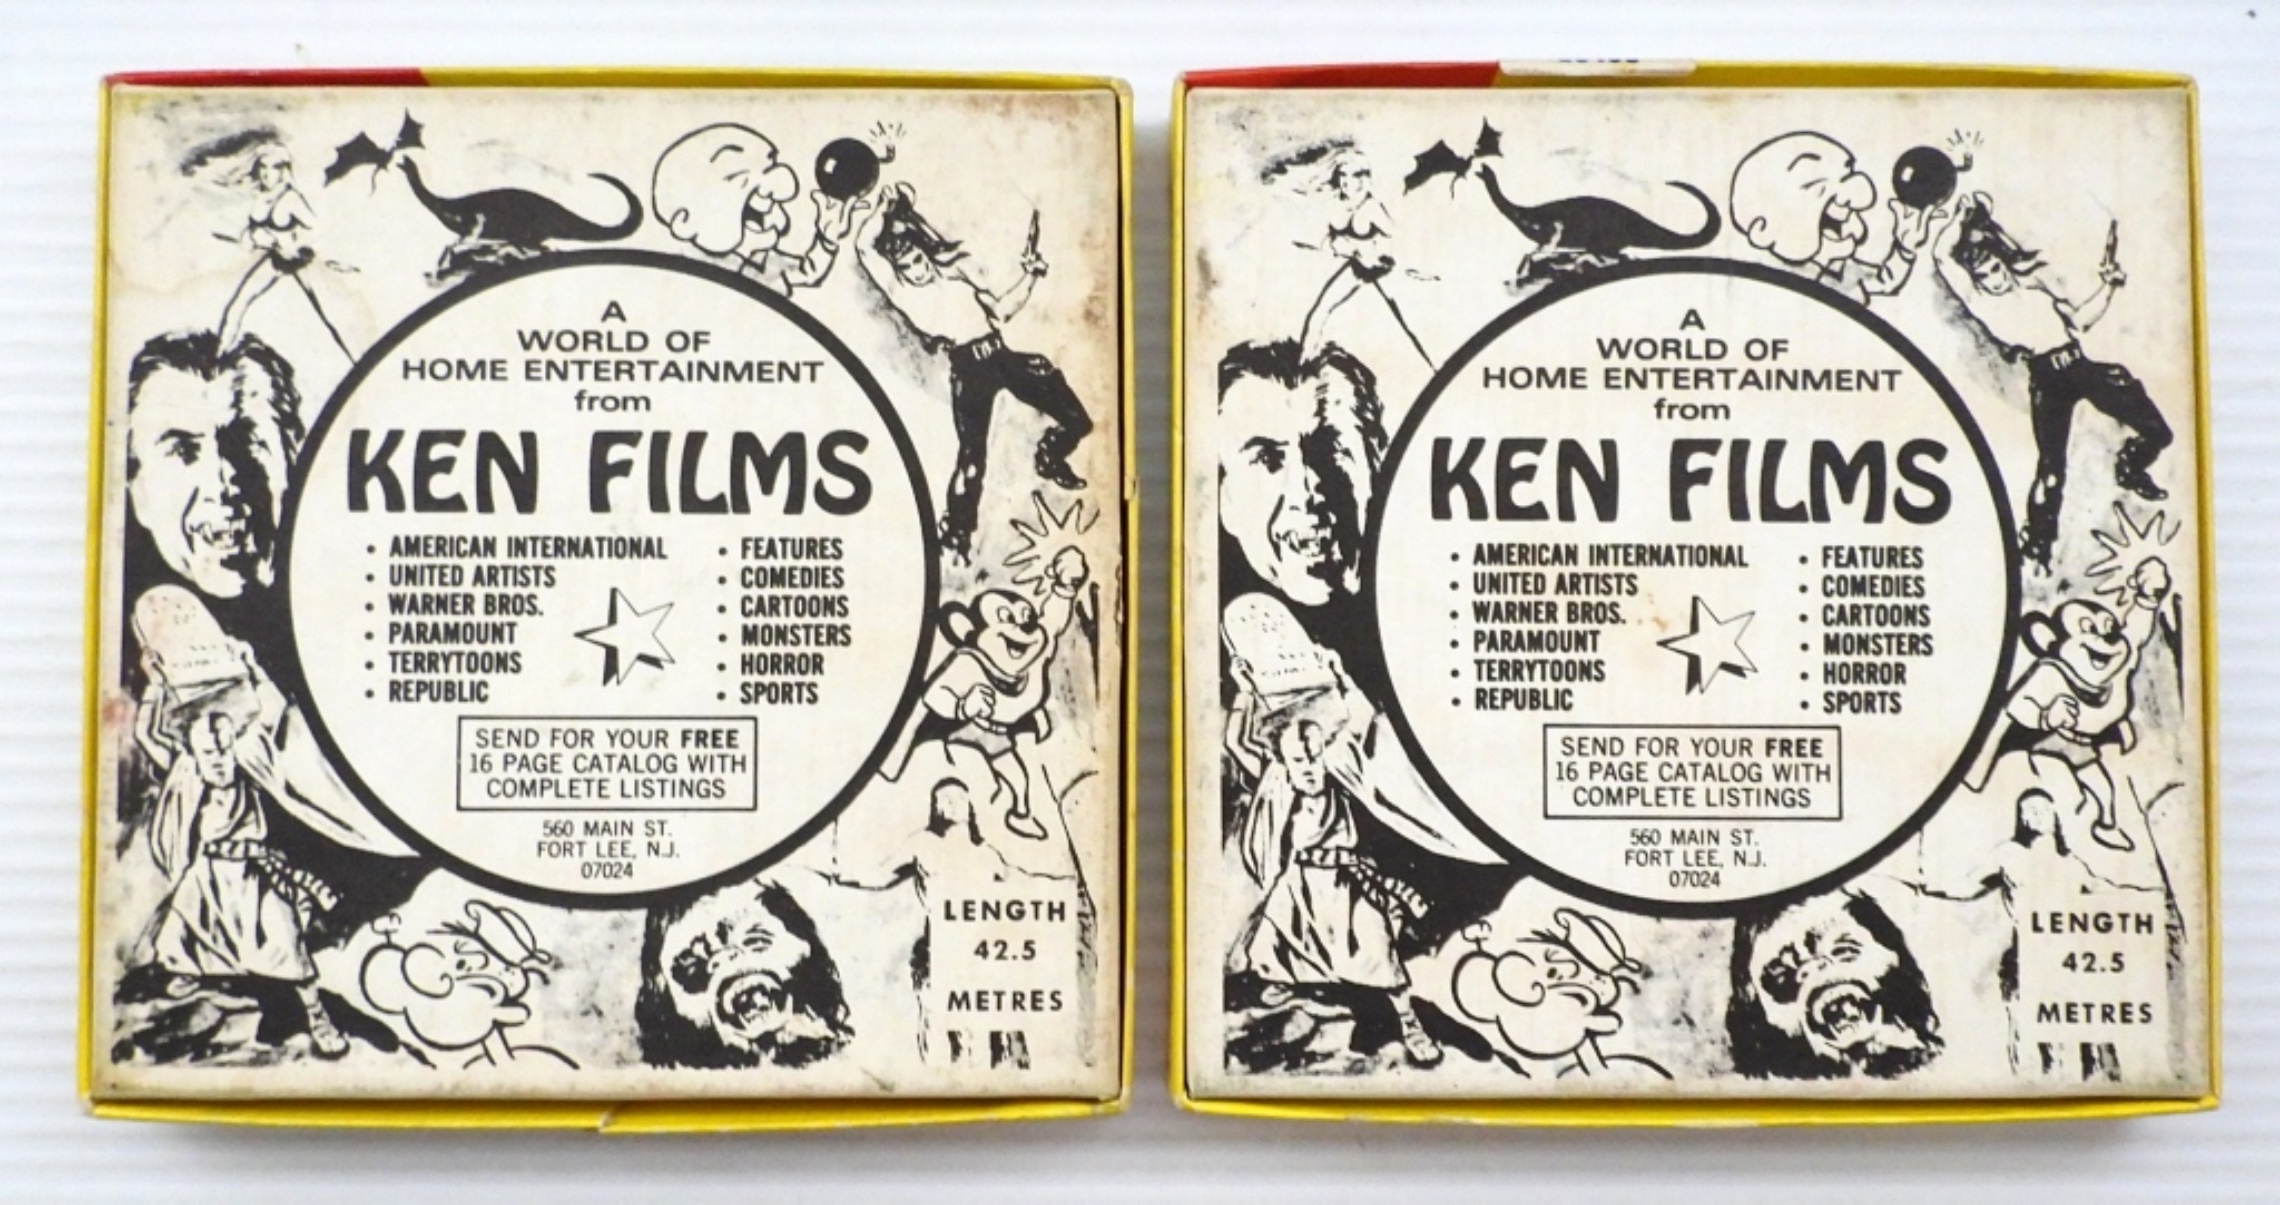 A
WORLD OF
HOME ENTERTAINMENT
from
KEN FILMS
• AMERICAN INTERNATIONAL
• UNITED ARTISTS
• WARNER BROS.
• PARAMOUNT
• TERRYTOONS
• REPUBLIC
• FEATURES
• COMEDIES
• CARTOONS
• MONSTERS
• HORROR
• SPORTS
SEND FOR YOUR FREE
16 PAGE CATALOG WITH
COMPLETE LISTINGS
560 MAIN ST.
FORT LEE, N.J.
07024
LENGTH
42.5
METRES
A
WORLD OF
HOME ENTERTAINMENT
from
KEN FILMS
• AMERICAN INTERNATIONAL
• UNITED ARTISTS
• WARNER BROS.
• PARAMOUNT
• TERRYTOONS
• REPUBLIC
• FEATURES
• COMEDIES
• CARTOONS
• MONSTERS
• HORROR
• SPORTS
SEND FOR YOUR FREE
16 PAGE CATALOG WITH
COMPLETE LISTINGS
560 MAIN ST.
FORT LEE, N.J.
07024
LENGTH
42.5
METRES